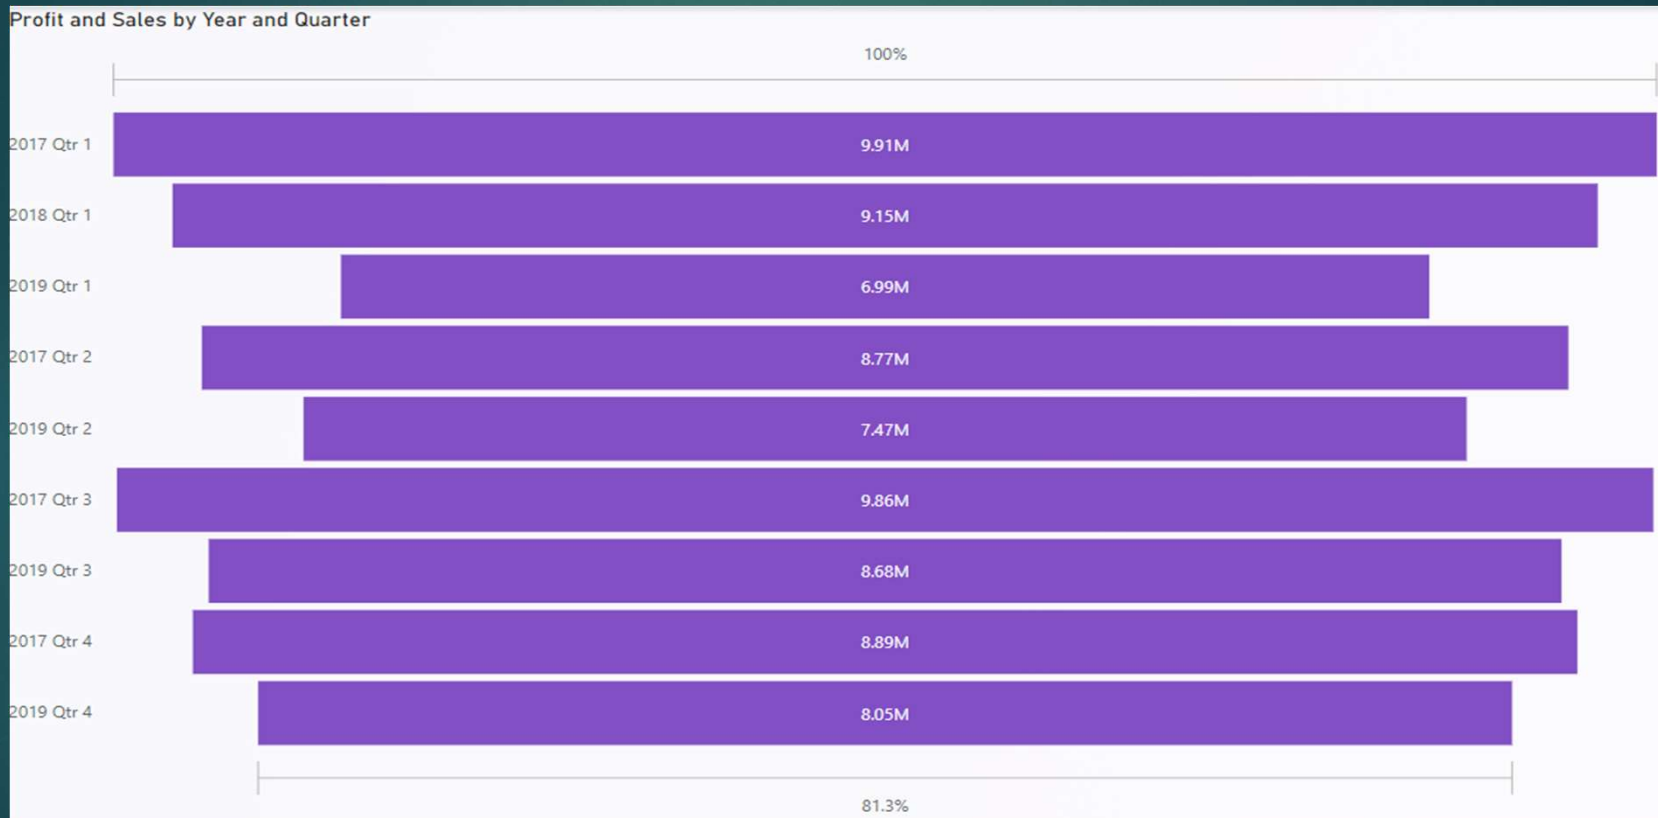 Profit and Sales by Year and Quarter
100%
2017 Qtr 1 9.91M
2018 Qtr 1 9.15M
2019 Qtr 1 6.99M
2017 Qtr 2 8.77M
2019 Qtr 2 7.47M
2017 Qtr 3 9.86M
2019 Qtr 3 8.68M
2017 Qtr 4 8.89M
2019 Qtr 4 8.05M
81.3%